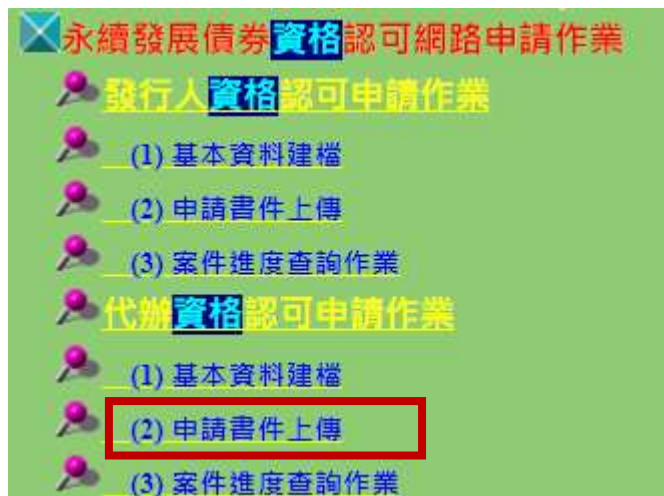 永續發展債券資格認可網路申請作業
發行人資格認可申請作業
(1) 基本資料建檔
(2) 申請書件上傳
(3) 案件進度查詢作業
代辦資格認可申請作業
(1) 基本資料建檔
(2) 申請書件上傳
(3) 案件進度查詢作業